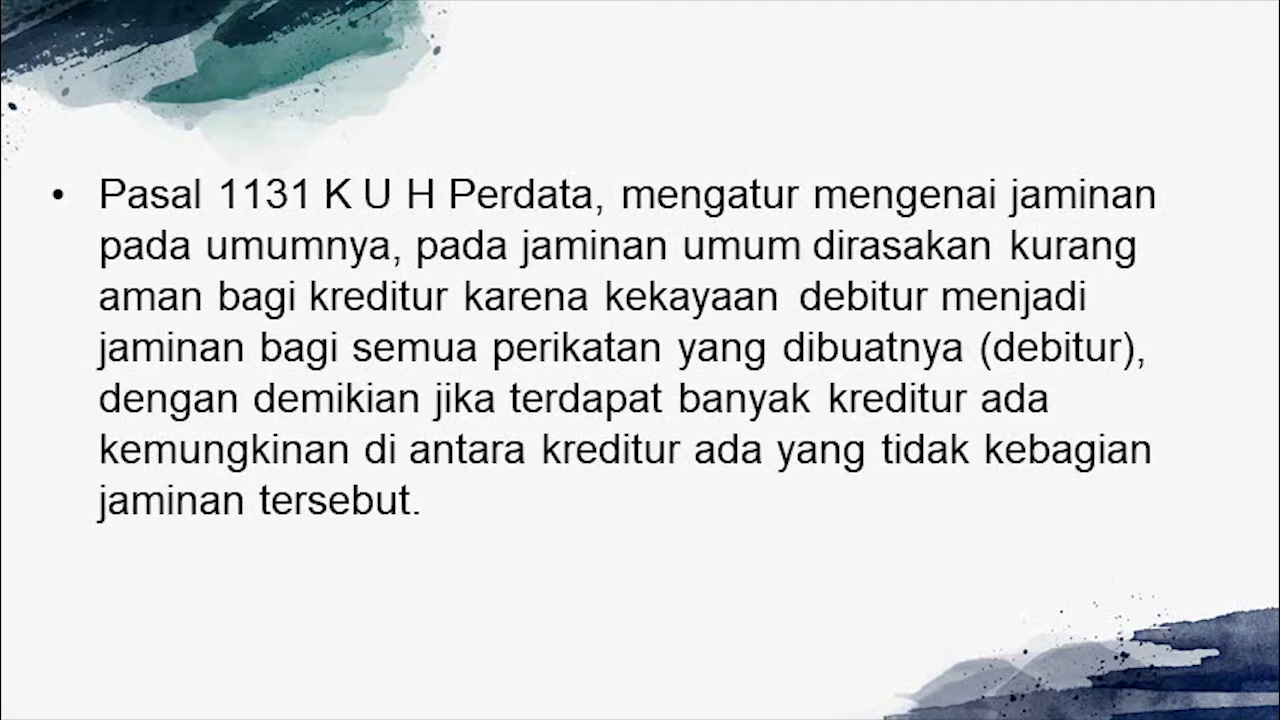 • Pasal 1131 K U H Perdata, mengatur mengenai jaminan
pada umumnya, pada jaminan umum dirasakan kurang
aman bagi kreditur karena kekayaan debitur menjadi
jaminan bagi semua perikatan yang dibuatnya (debitur),
dengan demikian jika terdapat banyak kreditur ada
kemungkinan di antara kreditur ada yang tidak kebagian
jaminan tersebut.